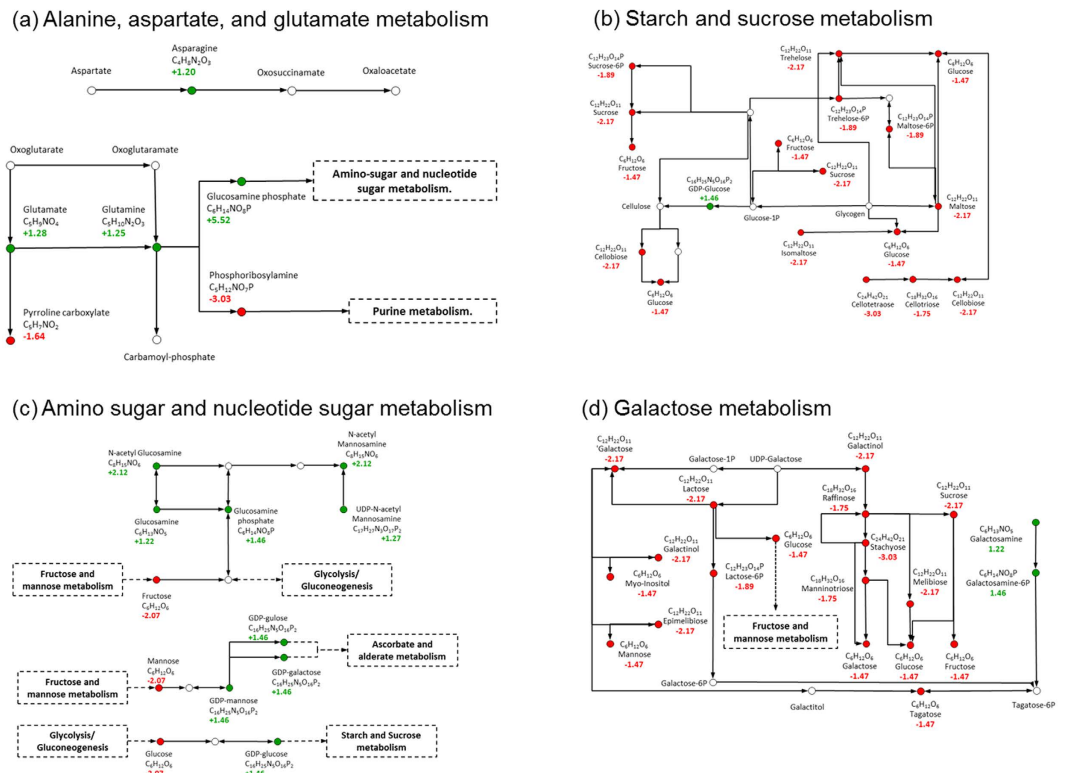 (a) Alanine, aspartate, and glutamate metabolism
Aspartate
Asparagine
C₄H₈N₂O₃
+1.20
Oxosuccinamate
Oxaloacetate
Oxoglutarate
Oxoglutaramate
Glutamate
C₅H₉NO₄
+1.28
Glutamine
C₅H₁₀N₂O₃
+1.25
Glucosamine phosphate
C₆H₁₄NO₈P
+5.52
Amino-sugar and nucleotide
sugar metabolism.
Phosphoribosylamine
C₅H₁₂NO₇P
-3.03
Purine metabolism.
Pyrroline carboxylate
C₅H₇NO₂
-1.64
Carbamoyl-phosphate
(b) Starch and sucrose metabolism
C₁₂H₂₃O₁₄P
Sucrose-6P
-1.89
C₁₂H₂₂O₁₁
Sucrose
-2.17
C₆H₁₂O₆
Fructose
-1.47
C₁₂H₂₂O₁₁
Trehelose
-2.17
C₆H₁₂O₆
Glucose
-1.47
C₁₂H₂₃O₁₄P
Trehelose-6P
-1.89
C₁₂H₂₃O₁₄P
Maltose-6P
-1.89
C₆H₁₂O₆
Fructose
-1.47
C₁₂H₂₂O₁₁
Sucrose
-2.17
C₁₆H₂₅N₅O₁₆P₂
GDP-Glucose
+1.46
Cellulose
Glucose-1P
Glycogen
C₁₂H₂₂O₁₁
Maltose
-2.17
C₁₂H₂₂O₁₁
Isomaltose
-2.17
C₆H₁₂O₆
Glucose
-1.47
C₁₂H₂₂O₁₁
Cellobiose
-2.17
C₆H₁₂O₆
Glucose
-1.47
C₂₄H₄₂O₂₁
Cellotetraose
-3.03
C₁₈H₃₂O₁₆
Cellotriose
-1.75
C₁₂H₂₂O₁₁
Cellobiose
-2.17
(c) Amino sugar and nucleotide sugar metabolism
N-acetyl Glucosamine
C₈H₁₅NO₆
+2.12
N-acetyl
Mannosamine
C₈H₁₅NO₆
+2.12
Glucosamine
C₆H₁₃NO₅
+1.22
Glucosamine
phosphate
C₆H₁₄NO₈P
+1.46
UDP-N-acetyl
Mannosamine
C₁₇H₂₇N₃O₁₇P₂
+1.27
Fructose and
mannose metabolism
Fructose
C₆H₁₂O₆
-2.07
Glycolysis/
Gluconeogenesis
GDP-gulose
C₁₆H₂₅N₅O₁₆P₂
+1.46
Ascorbate and
alderate metabolism
Fructose and
mannose metabolism
Mannose
C₆H₁₂O₆
-2.07
GDP-mannose
C₁₆H₂₅N₅O₁₆P₂
+1.46
GDP-galactose
C₁₆H₂₅N₅O₁₆P₂
+1.46
Glycolysis/
Gluconeogenesis
Glucose
C₆H₁₂O₆
GDP-glucose
C₁₆H₂₅N₅O₁₆P₂
Starch and Sucrose
metabolism
(d) Galactose metabolism
C₁₂H₂₂O₁₁
'Galactose
-2.17
Galactose-1P
UDP-Galactose
C₁₂H₂₂O₁₁
Galactinol
-2.17
C₁₂H₂₂O₁₁
Lactose
-2.17
C₁₈H₃₂O₁₆
Raffinose
-1.75
C₁₂H₂₂O₁₁
Sucrose
-2.17
C₆H₁₃NO₅
Galactosamine
1.22
C₆H₁₄NO₈P
Galactosamine-6P
1.46
C₁₂H₂₂O₁₁
Galactinol
-2.17
C₆H₁₂O₆
Myo-Inositol
-1.47
C₆H₁₂O₆
Glucose
-1.47
C₁₂H₂₃O₁₄P
Lactose-6P
-1.89
C₂₄H₄₂O₂₁
Stachyose
-3.03
C₁₈H₃₂O₁₆
Manninotriose
-1.75
C₁₂H₂₂O₁₁
Melibiose
-2.17
C₁₂H₂₂O₁₁
Epimelibiose
-2.17
C₆H₁₂O₆
Mannose
-1.47
Fructose and
mannose metabolism
C₆H₁₂O₆
Galactose
-1.47
C₆H₁₂O₆
Glucose
-1.47
C₆H₁₂O₆
Fructose
-1.47
Galactose-6P
Galactitol
C₆H₁₂O₆
Tagatose
-1.47
Tagatose-6P